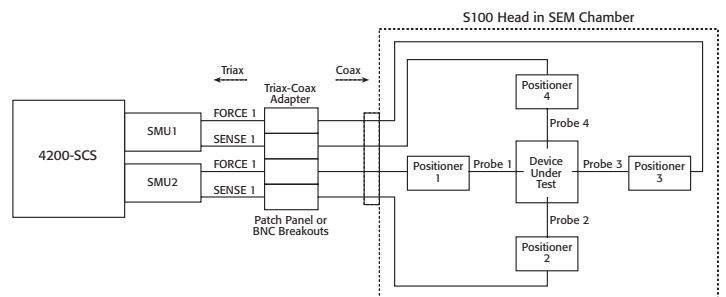 S100 Head in SEM Chamber
Triax
Coax
Triax-Coax
Adapter
4200-SCS
SMU1
SMU2
FORCE 1
SENSE 1
FORCE 1
SENSE 1
Patch Panel or
BNC Breakouts
Positioner
4
Probe 4
Positioner
1
Probe 1
Device
Under
Test
Probe 3
Positioner
3
Probe 2
Positioner
2